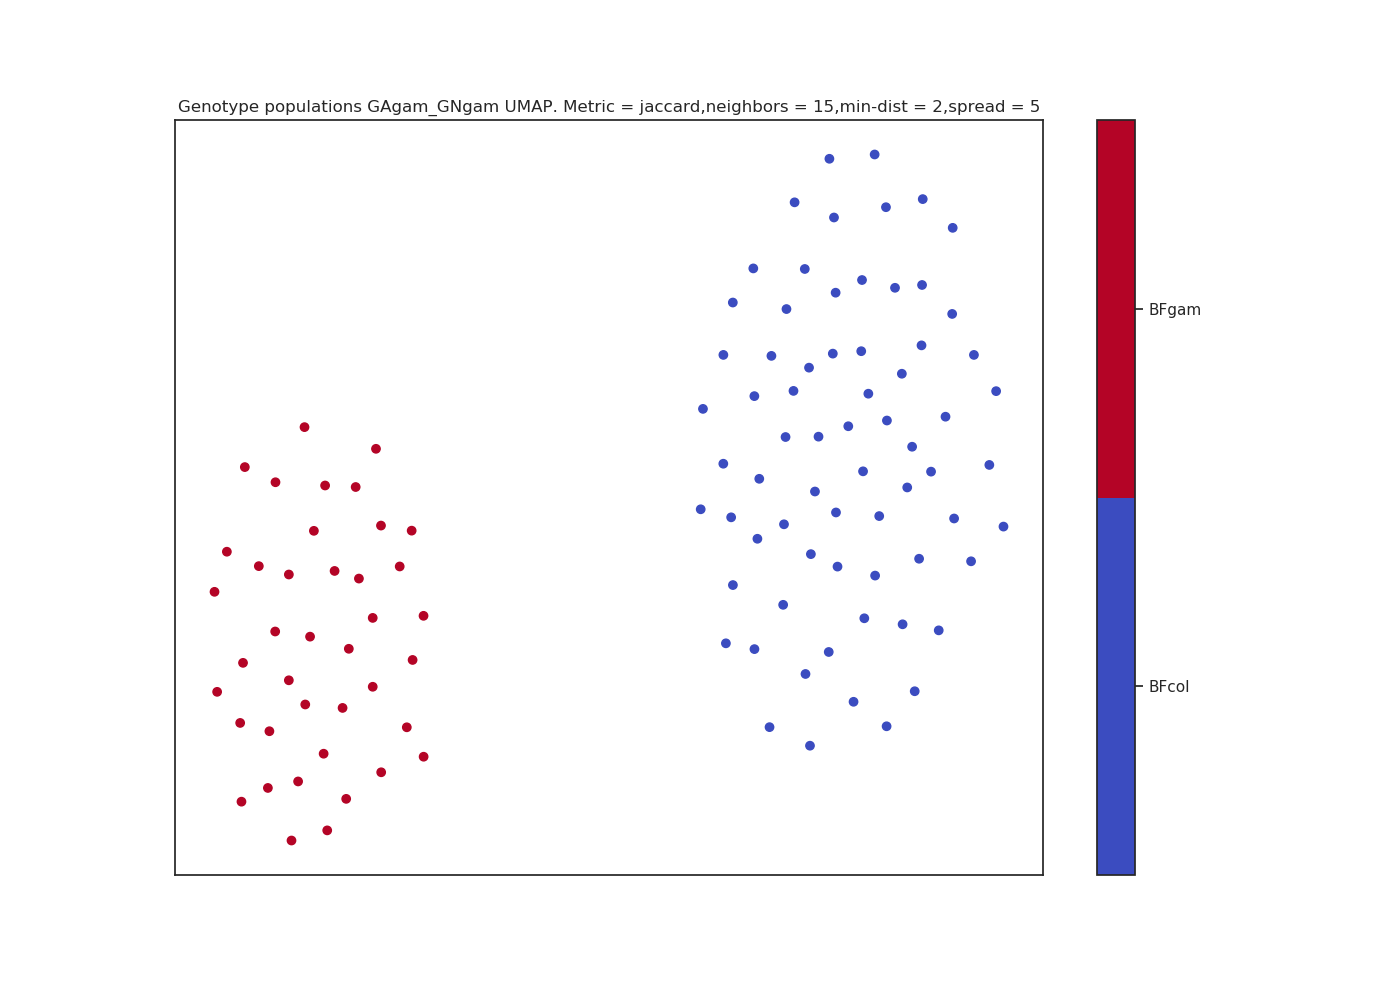 Genotype populations GAgam_GNgam UMAP. Metric = jaccard,neighbors = 15,min-dist = 2,spread = 5
BFgam
BFcol